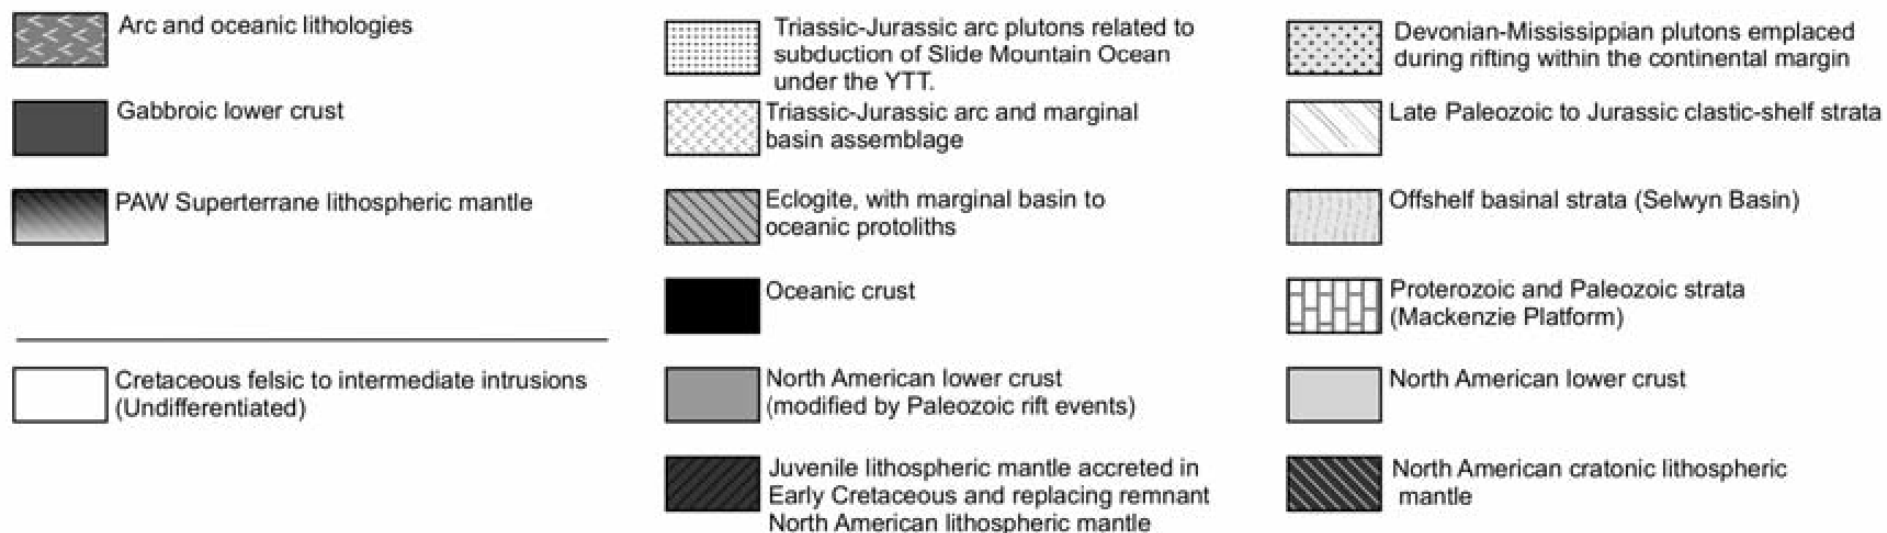 Arc and oceanic lithologies
Gabbroic lower crust
PAW Superterrane lithospheric mantle
Cretaceous felsic to intermediate intrusions
(Undifferentiated)
Triassic-Jurassic arc plutons related to
subduction of Slide Mountain Ocean
under the YTT.
Triassic-Jurassic arc and marginal
basin assemblage
Eclogite, with marginal basin to
oceanic protoliths
Oceanic crust
North American lower crust
(modified by Paleozoic rift events)
Juvenile lithospheric mantle accreted in
Early Cretaceous and replacing remnant
North American lithospheric mantle
Devonian-Mississippian plutons emplaced
during rifting within the continental margin
Late Paleozoic to Jurassic clastic-shelf strata
Offshelf basinal strata (Selwyn Basin)
Proterozoic and Paleozoic strata
(Mackenzie Platform)
North American lower crust
North American cratonic lithospheric
mantle